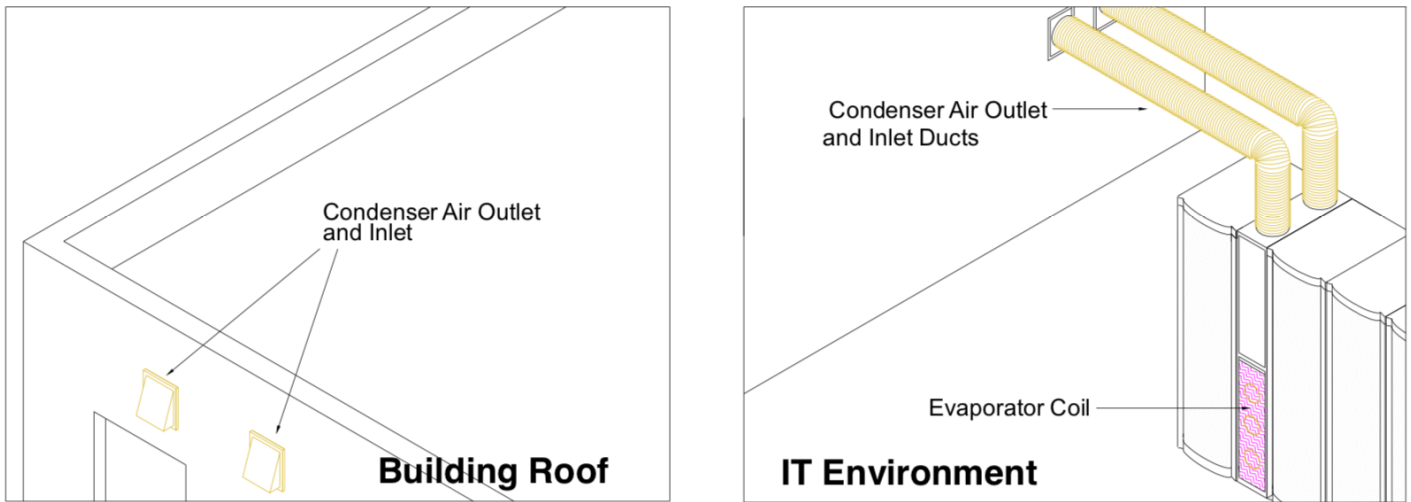 Condenser Air Outlet
and Inlet
Building Roof
Condenser Air Outlet
and Inlet Ducts
Evaporator Coil
IT Environment